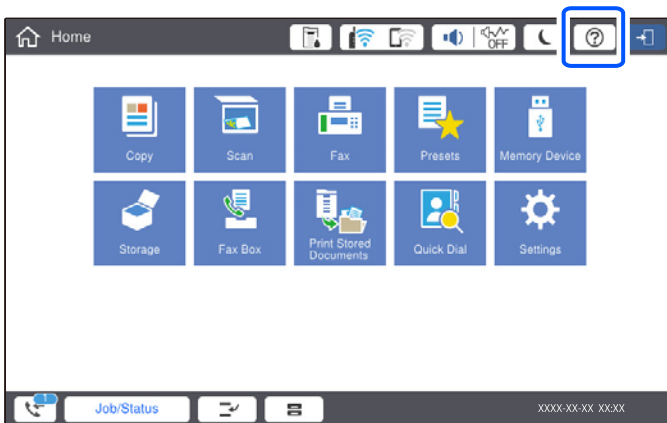 Home
OFF
?
Copy
Scan
Fax
Presets
Memory Device
Storage
Fax Box
Print Stored
Documents
Quick Dial
Settings
1
Job/Status
XXXX-XX-XX XX:XX